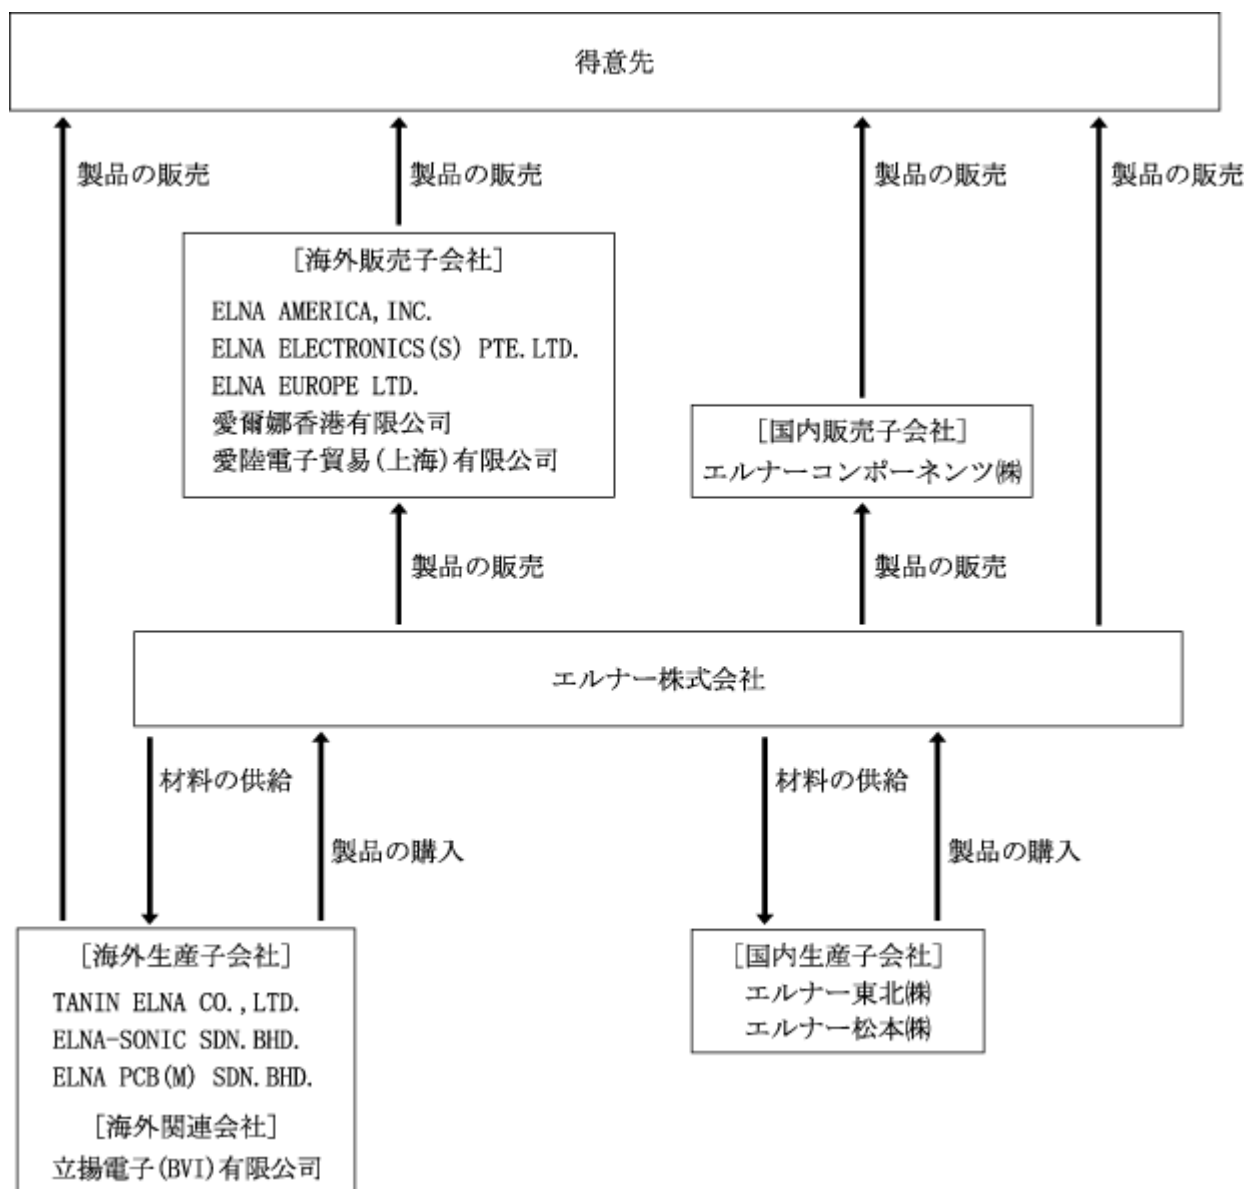 得意先
製品の販売
製品の販売
製品の販売
製品の販売
［海外販売子会社］
ELNA AMERICA,INC.
ELNA ELECTRONICS(S) PTE.LTD.
ELNA EUROPE LTD.
愛爾娜香港有限公司
愛陸電子貿易(上海)有限公司
［国内販売子会社］
エルナーコンポーネンツ㈱
製品の販売
製品の販売
エルナー株式会社
材料の供給
製品の購入
材料の供給
製品の購入
［海外生産子会社］
TANIN ELNA CO.,LTD.
ELNA-SONIC SDN.BHD.
ELNA PCB(M) SDN.BHD.
［海外関連会社］
立揚電子(BVI)有限公司
［国内生産子会社］
エルナー東北㈱
エルナー松本㈱